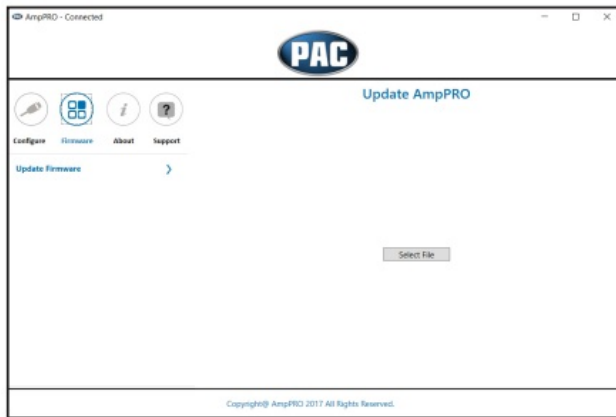 AmpPRO - Connected
PAC
Update AmpPRO
Configure Firmware About Support
Update Firmware
Select File
Copyright@ AmpPRO 2017 All Rights Reserved.